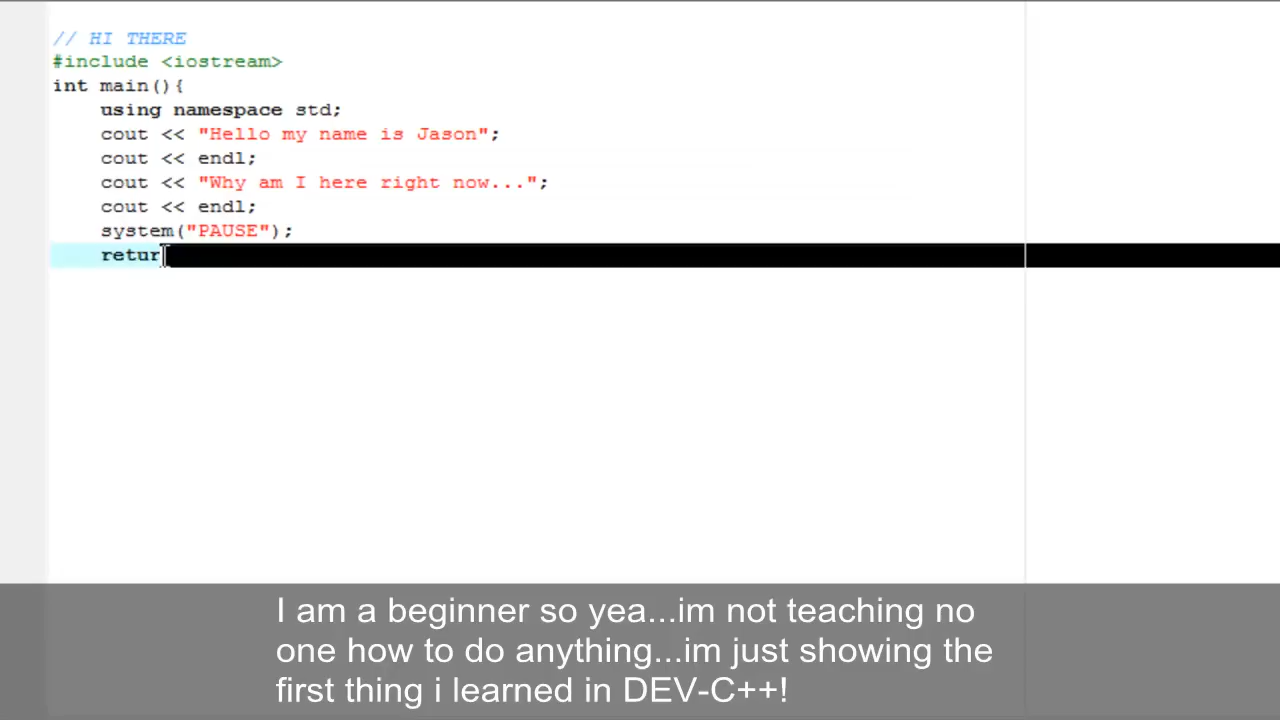 // HI THERE
#include <iostream>
int main(){
using namespace std;
cout << "Hello my name is Jason";
cout << endl;
cout << "Why am I here right now...";
cout << endl;
system("PAUSE");
retur
I am a beginner so yea...im not teaching no
one how to do anything...im just showing the
first thing i learned in DEV-C++!